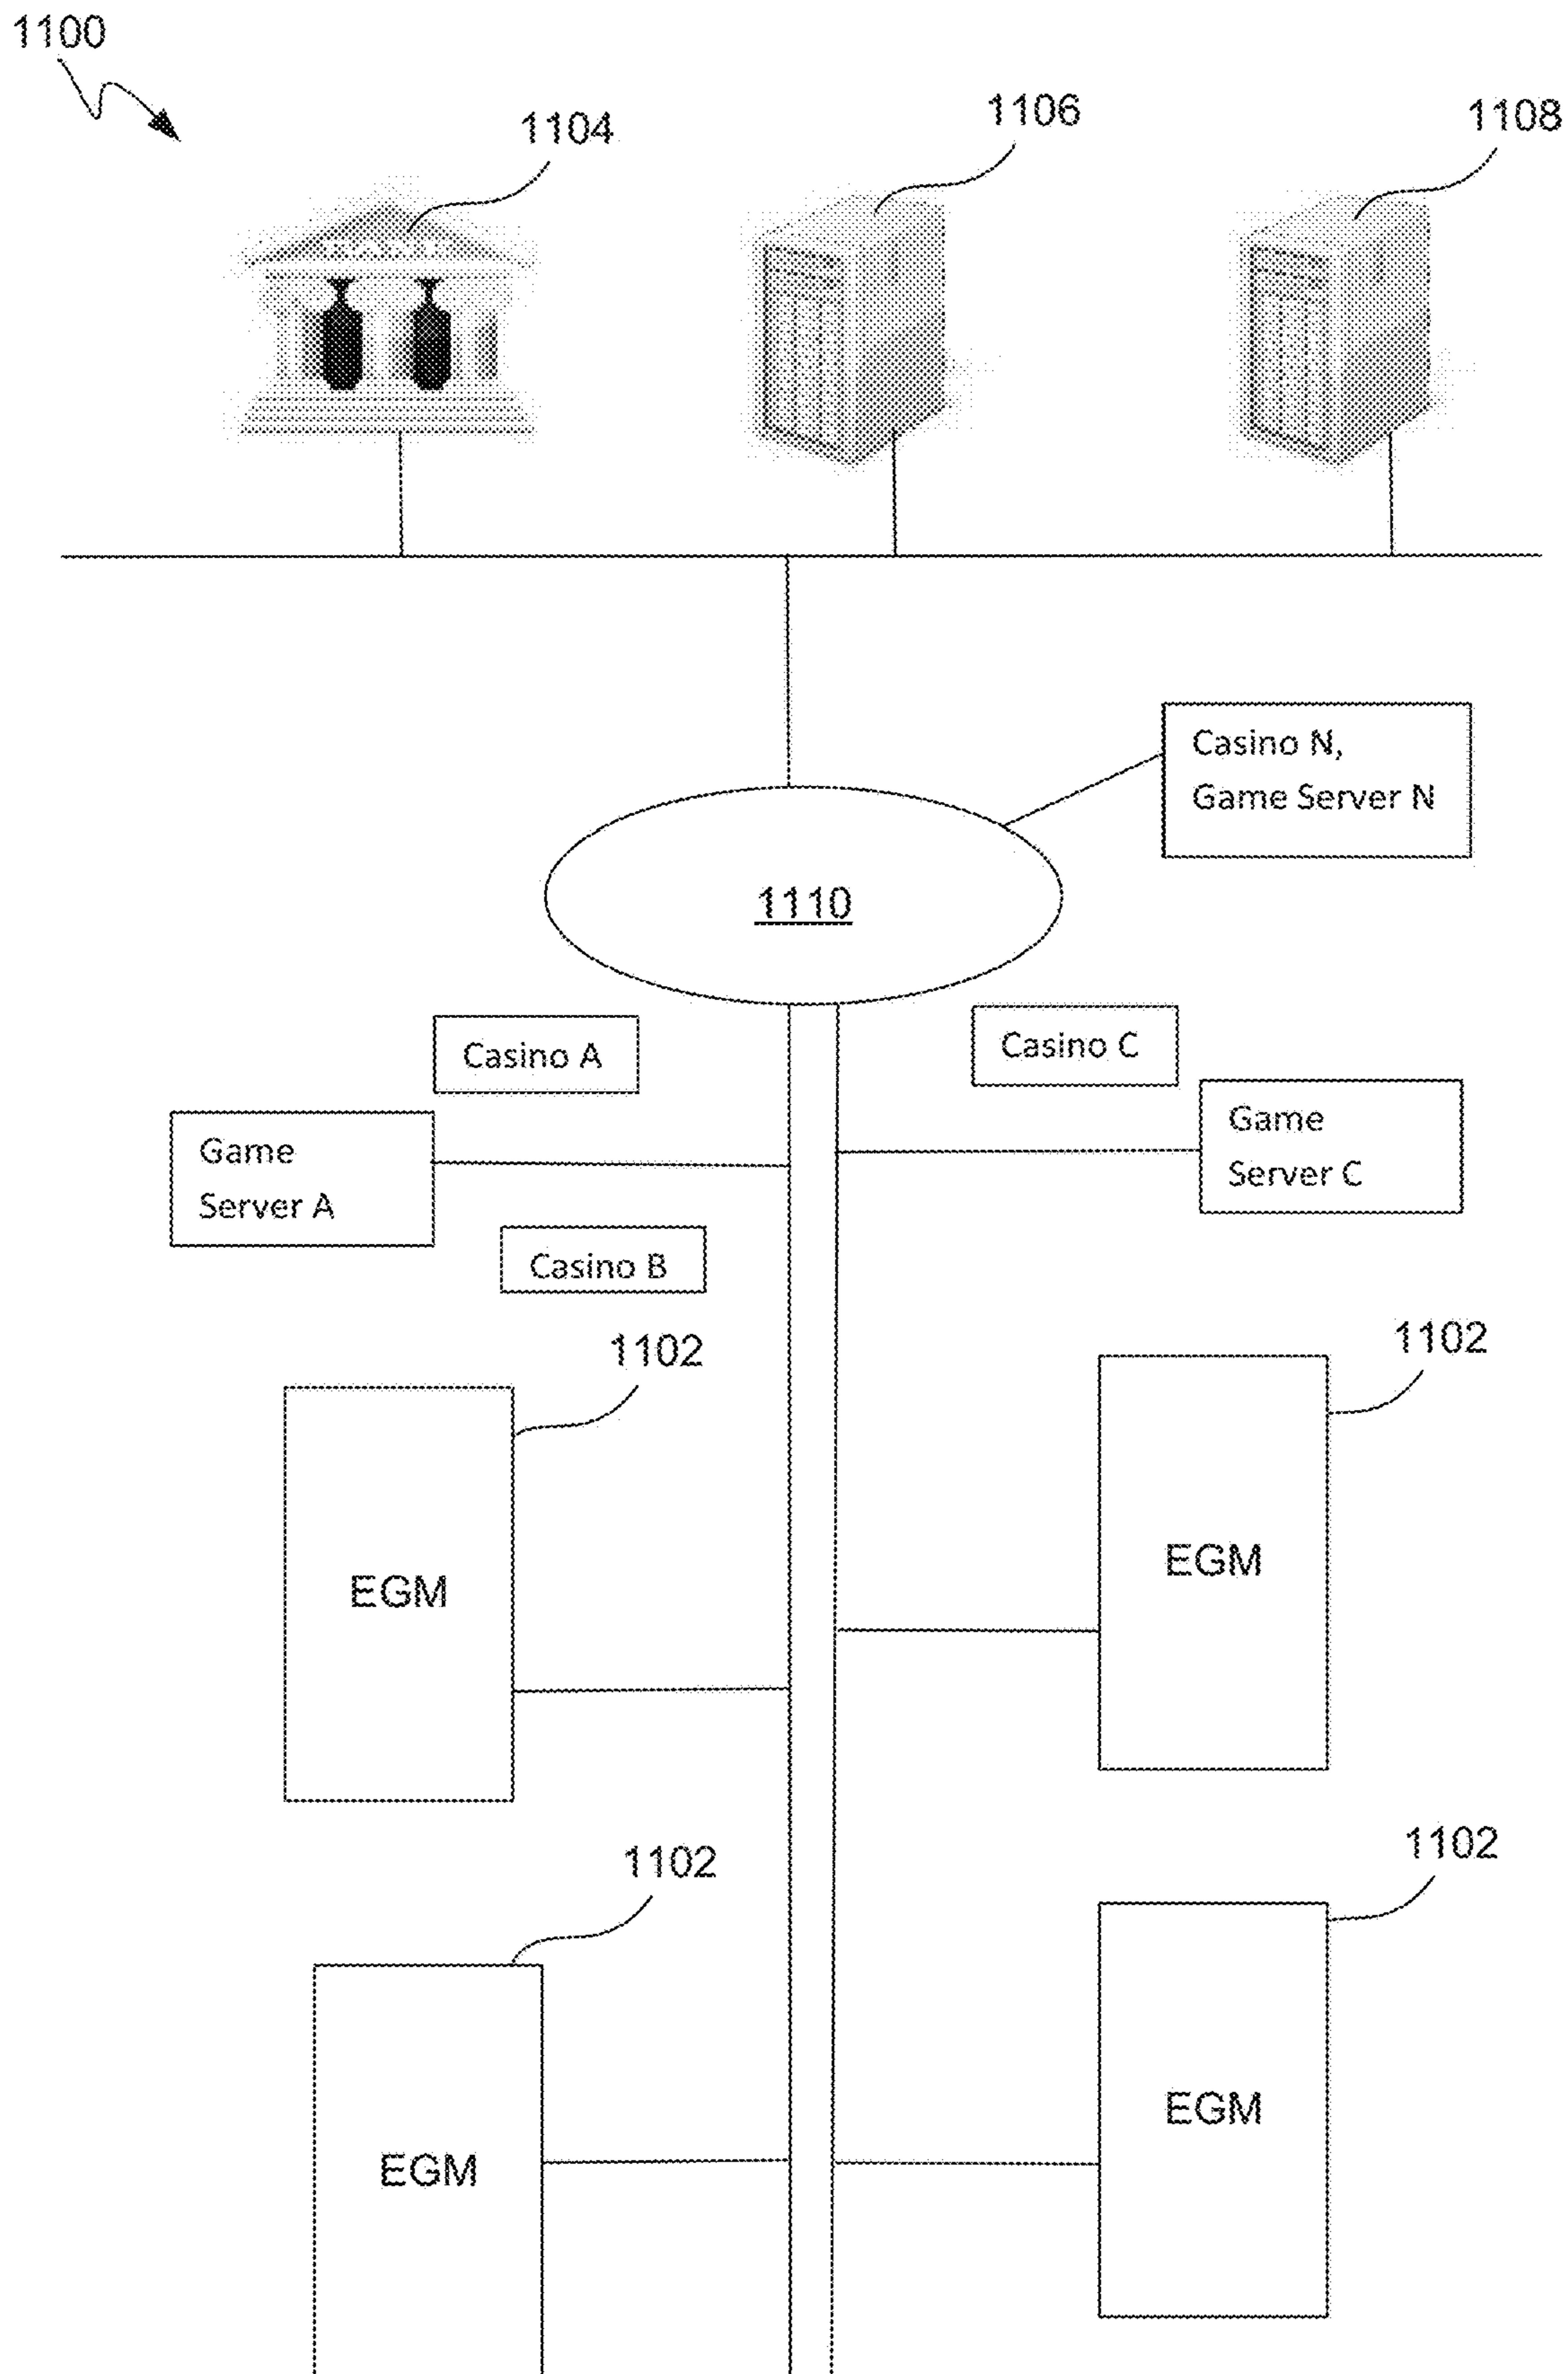 1100
1104
1106
1108
Casino N,
Game Server N
1110
Casino A
Casino C
Game
Server A
Game
Server C
Casino B
1102
1102
EGM
EGM
1102
1102
EGM
EGM